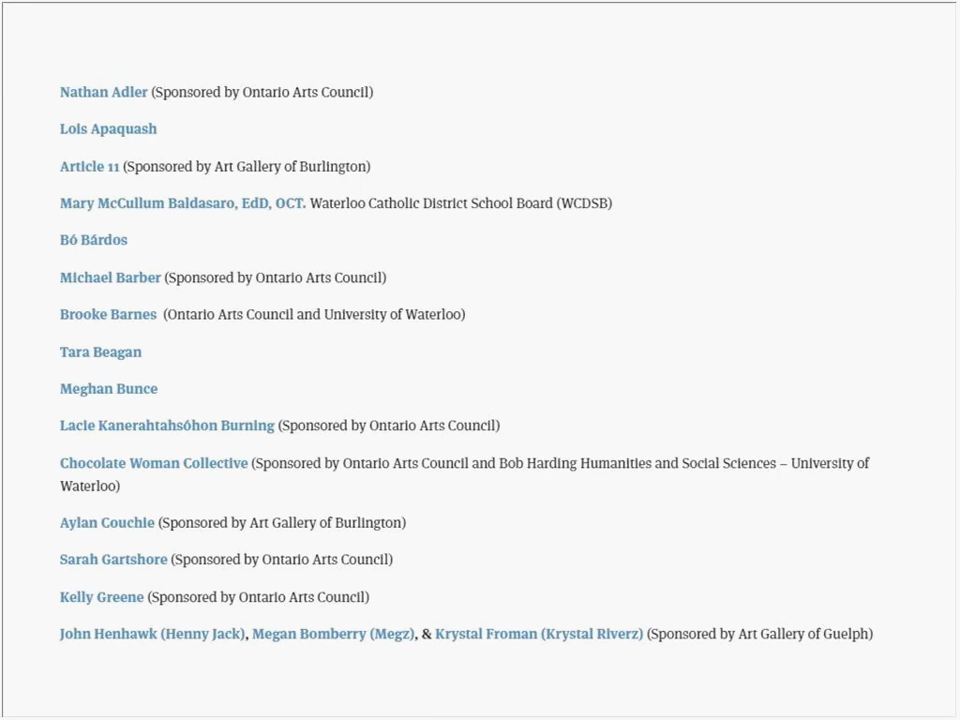 Nathan Adler (Sponsored by Ontario Arts Council)
Lois Apaquash
Article 11 (Sponsored by Art Gallery of Burlington)
Mary McCullum Baldasaro, EdD, OCT. Waterloo Catholic District School Board (WCDSB)
Bó Bárdos
Michael Barber (Sponsored by Ontario Arts Council)
Brooke Barnes (Ontario Arts Council and University of Waterloo)
Tara Beagan
Meghan Bunce
Lacie Kanerahtahsóhon Burning (Sponsored by Ontario Arts Council)
Chocolate Woman Collective (Sponsored by Ontario Arts Council and Bob Harding Humanities and Social Sciences – University of
Waterloo)
Aylan Couchie (Sponsored by Art Gallery of Burlington)
Sarah Gartshore (Sponsored by Ontario Arts Council)
Kelly Greene (Sponsored by Ontario Arts Council)
John Henhawk (Henny Jack), Megan Bomberry (Megz), & Krystal Froman (Krystal Riverz) (Sponsored by Art Gallery of Guelph)